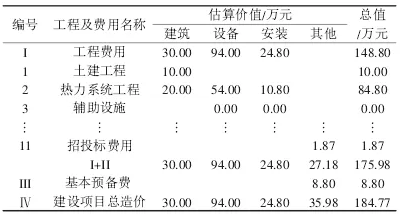 编号 工程及费用名称 估算价值/万元 总值/万元
建筑 设备 安装 其他
I 工程费用 30.00 94.00 24.80 148.80
1 土建工程 10.00 10.00
2 热力系统工程 20.00 54.00 10.80 84.80
3 辅助设施 0.00 0.00 0.00
⋮ ⋮ ⋮ ⋮ ⋮ ⋮
11 招投标费用 1.87 1.87
I+II 30.00 94.00 24.80 27.18 175.98
III 基本预备费 8.80 8.80
IV 建设项目总造价 30.00 94.00 24.80 35.98 184.77